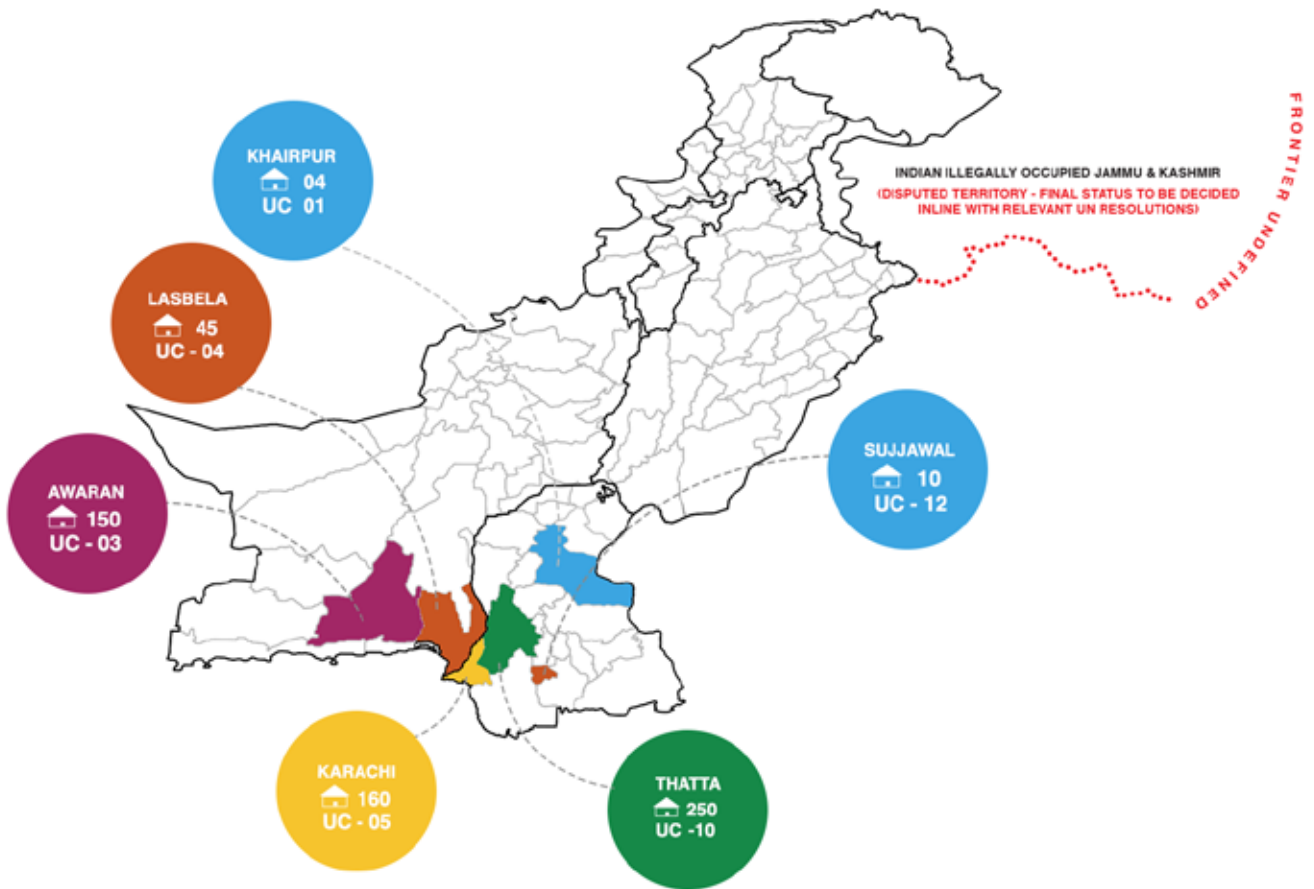 KHAIRPUR
04
UC 01
LASBELA
45
UC - 04
AWARAN
150
UC - 03
KARACHI
160
UC - 05
THATTA
250
UC -10
SUJJAWAL
10
UC - 12
INDIAN ILLEGALLY OCCUPIED JAMMU & KASHMIR
(DISPUTED TERRITORY - FINAL STATUS TO BE DECIDED
INLINE WITH RELEVANT UN RESOLUTIONS)
FRONTIER UNDEFINED